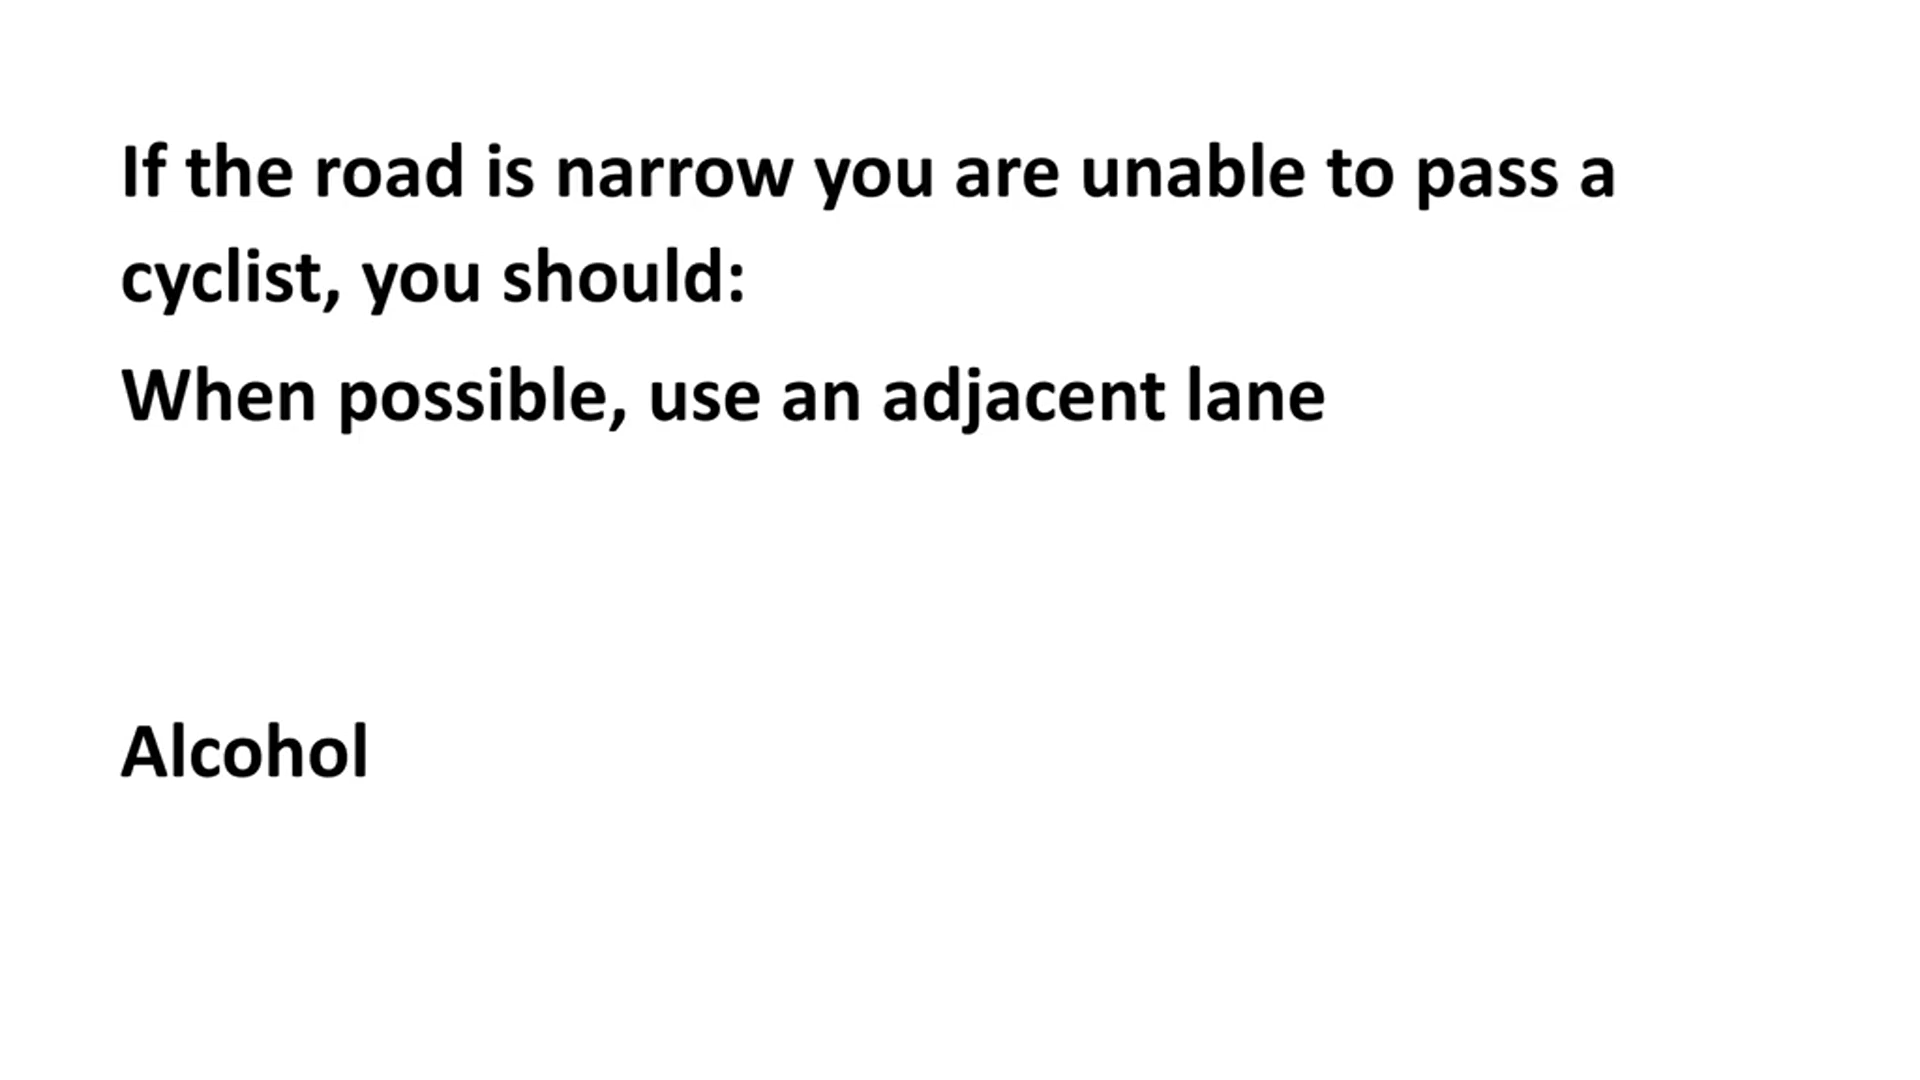 If the road is narrow you are unable to pass a
cyclist, you should:
When possible, use an adjacent lane
Alcohol